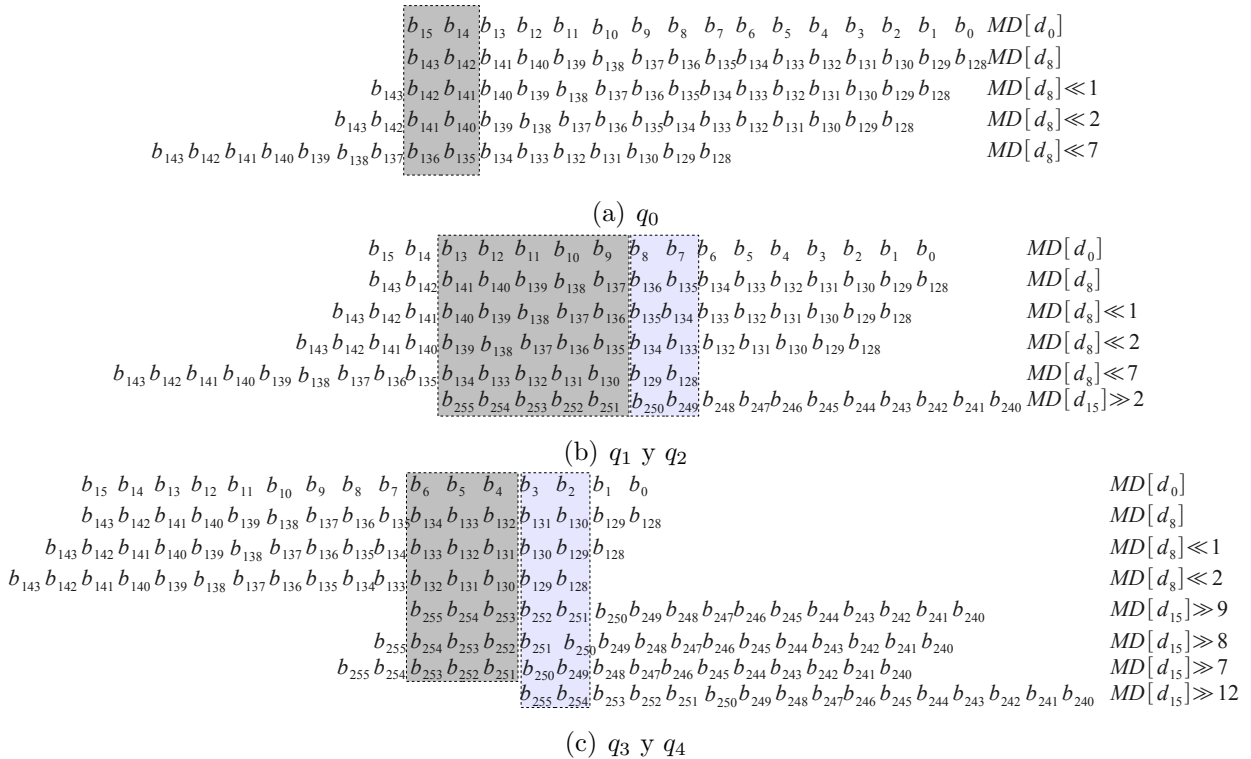 b₁₅ b₁₄ b₁₃ b₁₂ b₁₁ b₁₀ b₉ b₈ b₇ b₆ b₅ b₄ b₃ b₂ b₁ b₀ MD[d₀]
b₁₄₃ b₁₄₂ b₁₄₁ b₁₄₀ b₁₃₉ b₁₃₈ b₁₃₇ b₁₃₆ b₁₃₅ b₁₃₄ b₁₃₃ b₁₃₂ b₁₃₁ b₁₃₀ b₁₂₉ b₁₂₈ MD[d₈]
b₁₄₃ b₁₄₂ b₁₄₁ b₁₄₀ b₁₃₉ b₁₃₈ b₁₃₇ b₁₃₆ b₁₃₅ b₁₃₄ b₁₃₃ b₁₃₂ b₁₃₁ b₁₃₀ b₁₂₉ b₁₂₈ MD[d₈]≪1
b₁₄₃ b₁₄₂ b₁₄₁ b₁₄₀ b₁₃₉ b₁₃₈ b₁₃₇ b₁₃₆ b₁₃₅ b₁₃₄ b₁₃₃ b₁₃₂ b₁₃₁ b₁₃₀ b₁₂₉ b₁₂₈ MD[d₈]≪2
b₁₄₃ b₁₄₂ b₁₄₁ b₁₄₀ b₁₃₉ b₁₃₈ b₁₃₇ b₁₃₆ b₁₃₅ b₁₃₄ b₁₃₃ b₁₃₂ b₁₃₁ b₁₃₀ b₁₂₉ b₁₂₈ MD[d₈]≪7
(a) q₀
b₁₅ b₁₄ b₁₃ b₁₂ b₁₁ b₁₀ b₉ b₈ b₇ b₆ b₅ b₄ b₃ b₂ b₁ b₀ MD[d₀]
b₁₄₃ b₁₄₂ b₁₄₁ b₁₄₀ b₁₃₉ b₁₃₈ b₁₃₇ b₁₃₆ b₁₃₅ b₁₃₄ b₁₃₃ b₁₃₂ b₁₃₁ b₁₃₀ b₁₂₉ b₁₂₈ MD[d₈]
b₁₄₃ b₁₄₂ b₁₄₁ b₁₄₀ b₁₃₉ b₁₃₈ b₁₃₇ b₁₃₆ b₁₃₅ b₁₃₄ b₁₃₃ b₁₃₂ b₁₃₁ b₁₃₀ b₁₂₉ b₁₂₈ MD[d₈]≪1
b₁₄₃ b₁₄₂ b₁₄₁ b₁₄₀ b₁₃₉ b₁₃₈ b₁₃₇ b₁₃₆ b₁₃₅ b₁₃₄ b₁₃₃ b₁₃₂ b₁₃₁ b₁₃₀ b₁₂₉ b₁₂₈ MD[d₈]≪2
b₁₄₃ b₁₄₂ b₁₄₁ b₁₄₀ b₁₃₉ b₁₃₈ b₁₃₇ b₁₃₆ b₁₃₅ b₁₃₄ b₁₃₃ b₁₃₂ b₁₃₁ b₁₃₀ b₁₂₉ b₁₂₈ MD[d₈]≪7
b₂₅₅ b₂₅₄ b₂₅₃ b₂₅₂ b₂₅₁ b₂₅₀ b₂₄₉ b₂₄₈ b₂₄₇ b₂₄₆ b₂₄₅ b₂₄₄ b₂₄₃ b₂₄₂ b₂₄₁ b₂₄₀ MD[d₁₅]≫2
(b) q₁ y q₂
b₁₅ b₁₄ b₁₃ b₁₂ b₁₁ b₁₀ b₉ b₈ b₇ b₆ b₅ b₄ b₃ b₂ b₁ b₀ MD[d₀]
b₁₄₃ b₁₄₂ b₁₄₁ b₁₄₀ b₁₃₉ b₁₃₈ b₁₃₇ b₁₃₆ b₁₃₅ b₁₃₄ b₁₃₃ b₁₃₂ b₁₃₁ b₁₃₀ b₁₂₉ b₁₂₈ MD[d₈]
b₁₄₃ b₁₄₂ b₁₄₁ b₁₄₀ b₁₃₉ b₁₃₈ b₁₃₇ b₁₃₆ b₁₃₅ b₁₃₄ b₁₃₃ b₁₃₂ b₁₃₁ b₁₃₀ b₁₂₉ b₁₂₈ MD[d₈]≪1
b₁₄₃ b₁₄₂ b₁₄₁ b₁₄₀ b₁₃₉ b₁₃₈ b₁₃₇ b₁₃₆ b₁₃₅ b₁₃₄ b₁₃₃ b₁₃₂ b₁₃₁ b₁₃₀ b₁₂₉ b₁₂₈ MD[d₈]≪2
b₂₅₅ b₂₅₄ b₂₅₃ b₂₅₂ b₂₅₁ b₂₅₀ b₂₄₉ b₂₄₈ b₂₄₇ b₂₄₆ b₂₄₅ b₂₄₄ b₂₄₃ b₂₄₂ b₂₄₁ b₂₄₀ MD[d₁₅]≫9
b₂₅₅ b₂₅₄ b₂₅₃ b₂₅₂ b₂₅₁ b₂₅₀ b₂₄₉ b₂₄₈ b₂₄₇ b₂₄₆ b₂₄₅ b₂₄₄ b₂₄₃ b₂₄₂ b₂₄₁ b₂₄₀ MD[d₁₅]≫8
b₂₅₅ b₂₅₄ b₂₅₃ b₂₅₂ b₂₅₁ b₂₅₀ b₂₄₉ b₂₄₈ b₂₄₇ b₂₄₆ b₂₄₅ b₂₄₄ b₂₄₃ b₂₄₂ b₂₄₁ b₂₄₀ MD[d₁₅]≫7
b₂₅₅ b₂₅₄ b₂₅₃ b₂₅₂ b₂₅₁ b₂₅₀ b₂₄₉ b₂₄₈ b₂₄₇ b₂₄₆ b₂₄₅ b₂₄₄ b₂₄₃ b₂₄₂ b₂₄₁ b₂₄₀ MD[d₁₅]≫12
(c) q₃ y q₄